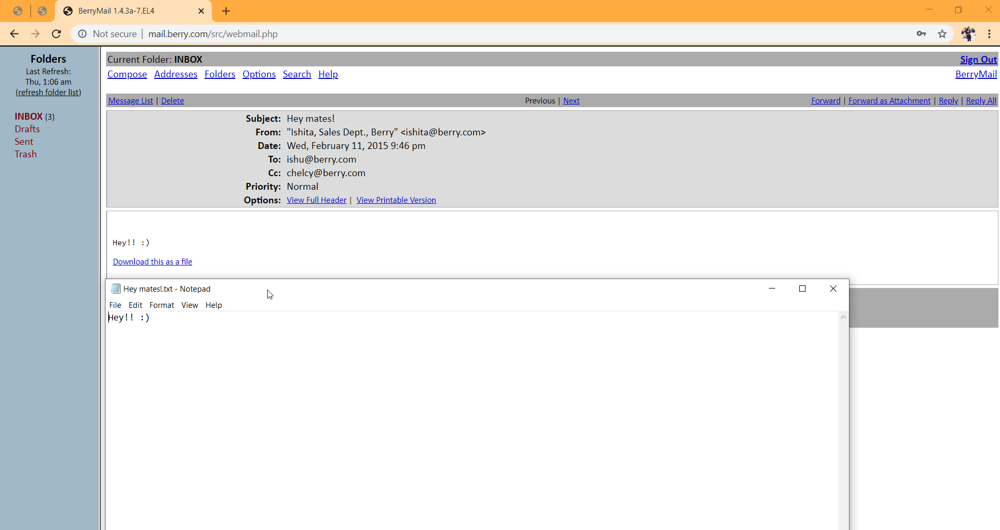 BerryMail 1.4.3a-7.EL4
Not secure | mail.berry.com/src/webmail.php
Folders
Last Refresh:
Thu, 1:06 am
(refresh folder list)
INBOX (3)
Drafts
Sent
Trash
Current Folder: INBOX Sign Out
Compose Addresses Folders Options Search Help BerryMail
Message List | Delete Previous | Next Forward | Forward as Attachment | Reply | Reply All
Subject: Hey mates!
From: "Ishita, Sales Dept., Berry" <ishita@berry.com>
Date: Wed, February 11, 2015 9:46 pm
To: ishu@berry.com
Cc: chelcy@berry.com
Priority: Normal
Options: View Full Header | View Printable Version
Hey!! :)
Download this as a file
Hey mates!.txt - Notepad
File Edit Format View Help
Hey!! :)